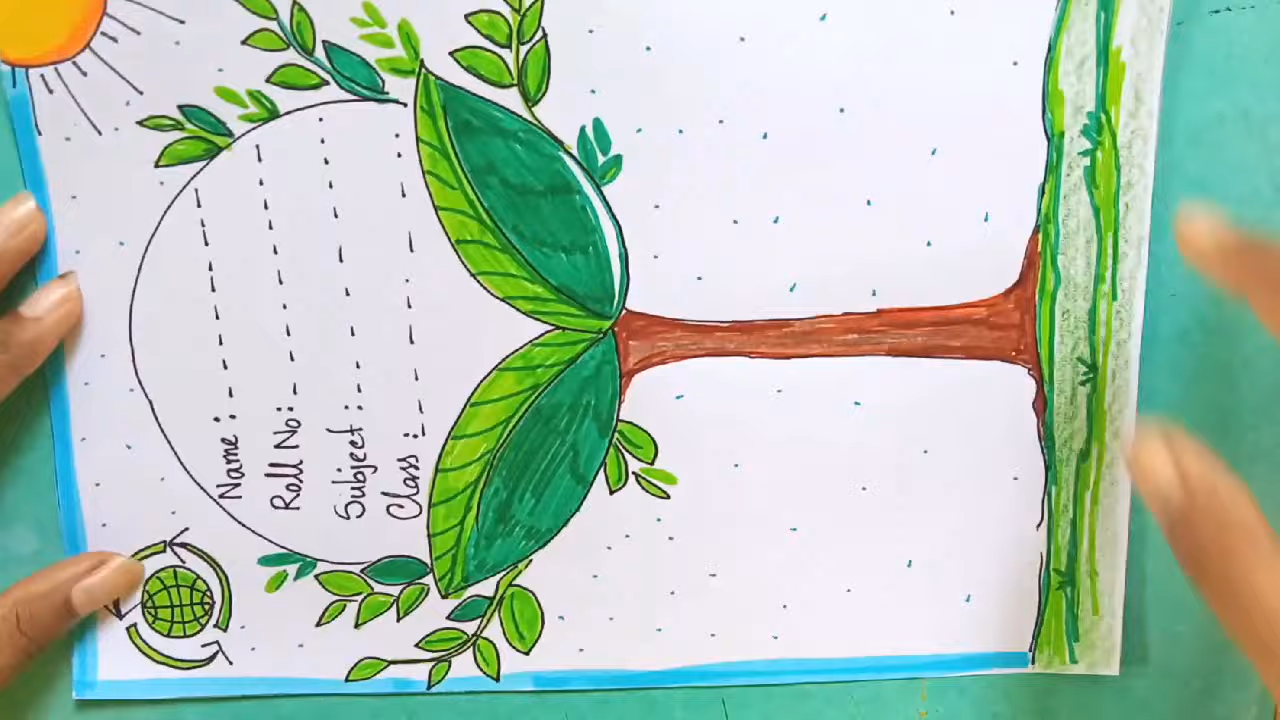 Name :-
Roll No:-
Subject :-
Class :-